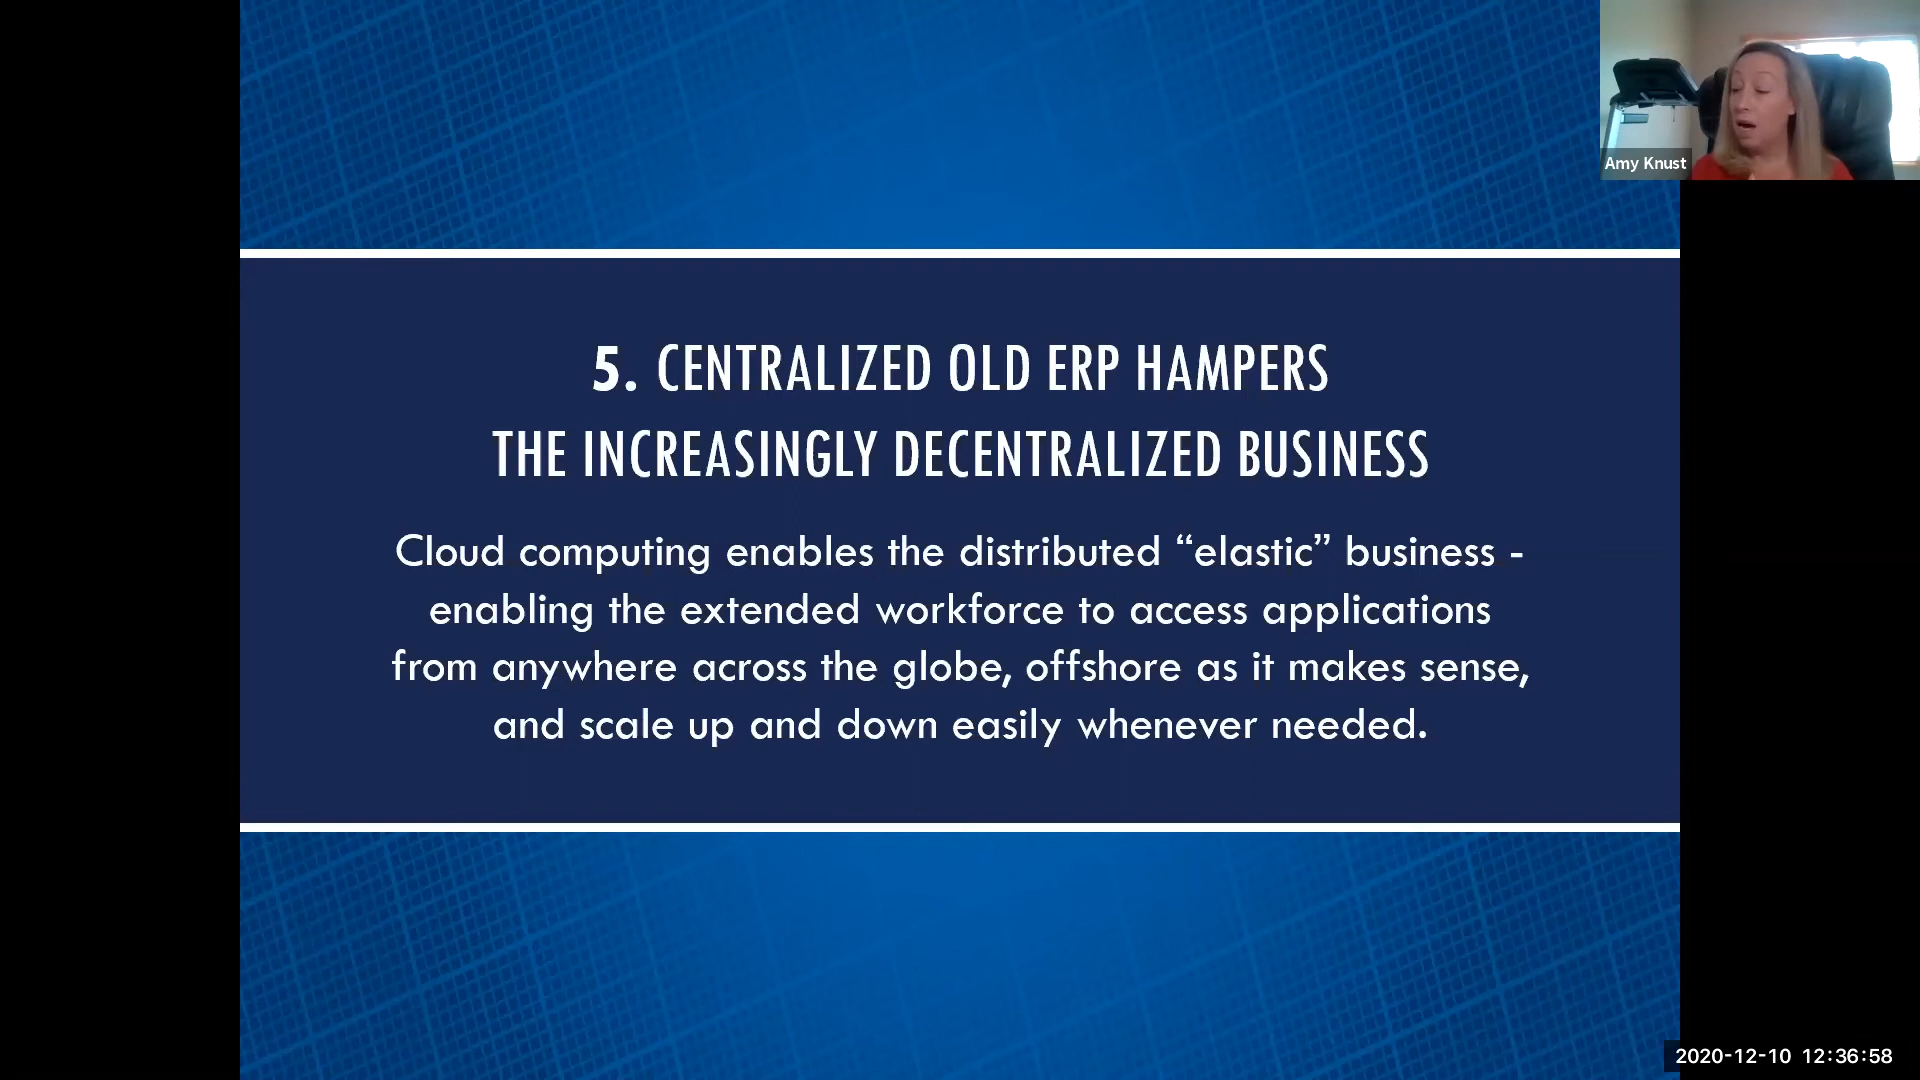 Amy Knust
5. CENTRALIZED OLD ERP HAMPERS
THE INCREASINGLY DECENTRALIZED BUSINESS
Cloud computing enables the distributed “elastic” business -
enabling the extended workforce to access applications
from anywhere across the globe, offshore as it makes sense,
and scale up and down easily whenever needed.
2020-12-10 12:36:58